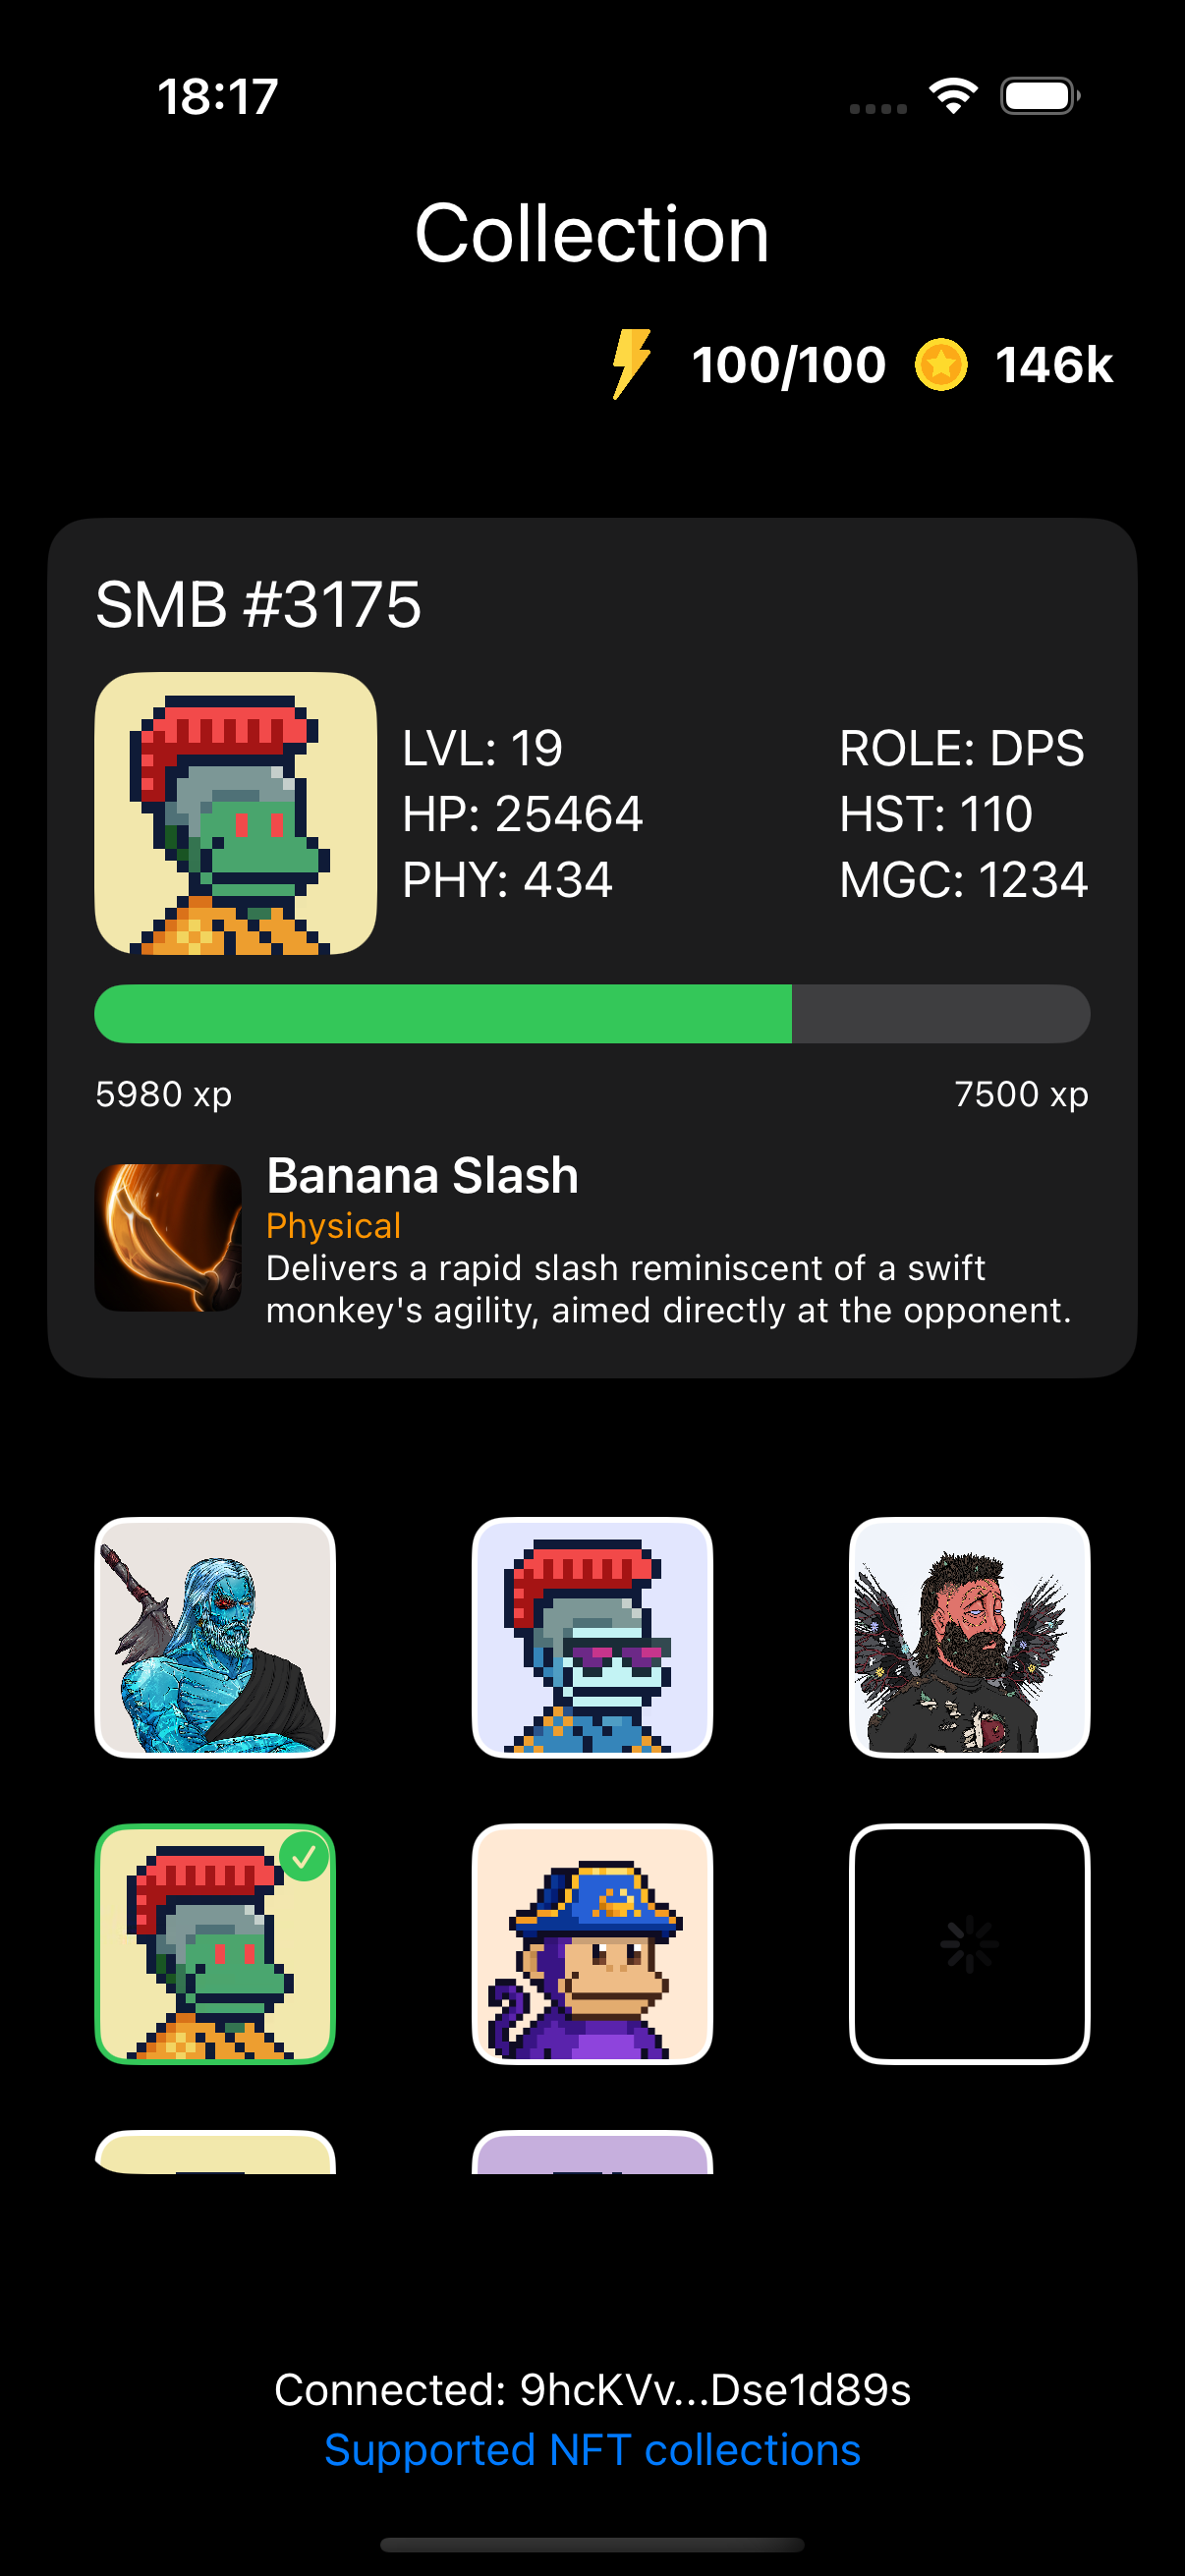 18:17
Collection
100/100 146k
SMB #3175
LVL: 19 ROLE: DPS
HP: 25464 HST: 110
PHY: 434 MGC: 1234
5980 xp 7500 xp
Banana Slash
Physical
Delivers a rapid slash reminiscent of a swift
monkey's agility, aimed directly at the opponent.
Connected: 9hcKVv...Dse1d89s
Supported NFT collections